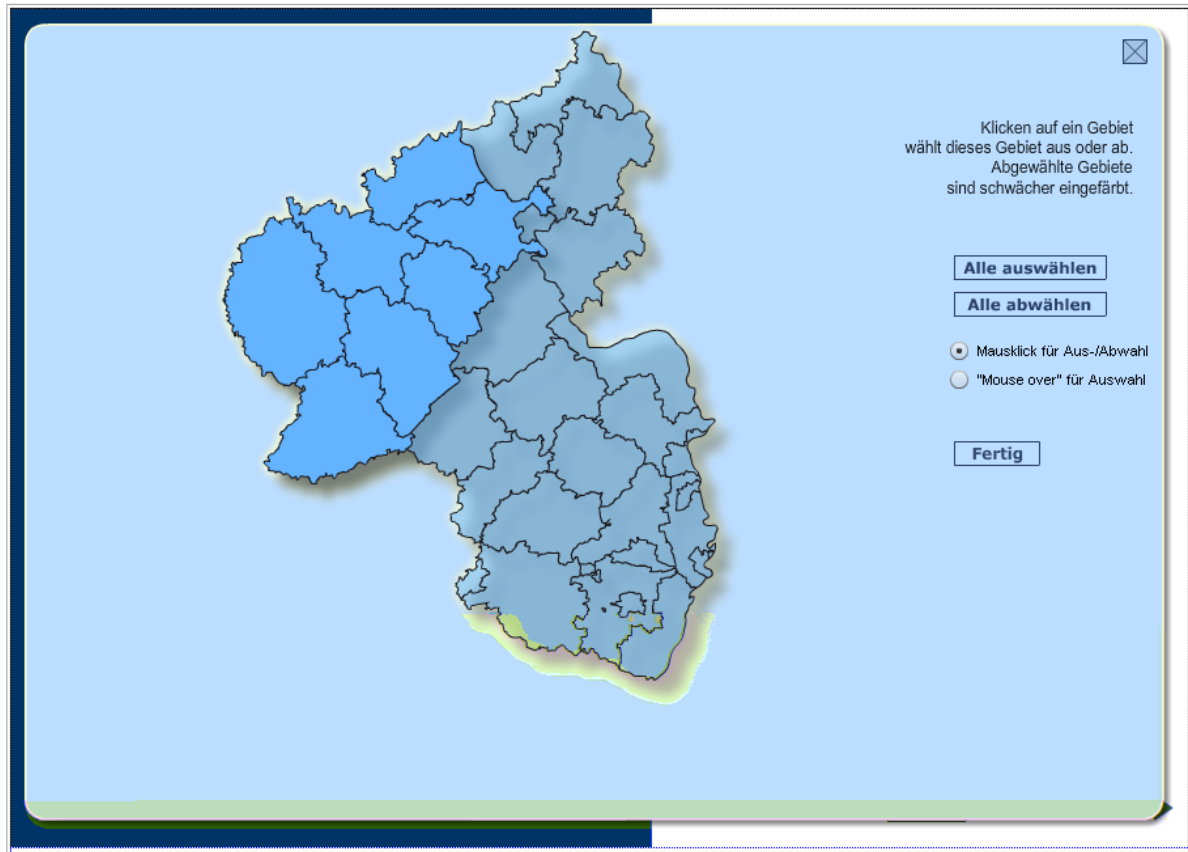 Klicken auf ein Gebiet
wählt dieses Gebiet aus oder ab.
Abgewählte Gebiete
sind schwächer eingefärbt.
Alle auswählen
Alle abwählen
Mausklick für Aus-/Abwahl
"Mouse over" für Auswahl
Fertig